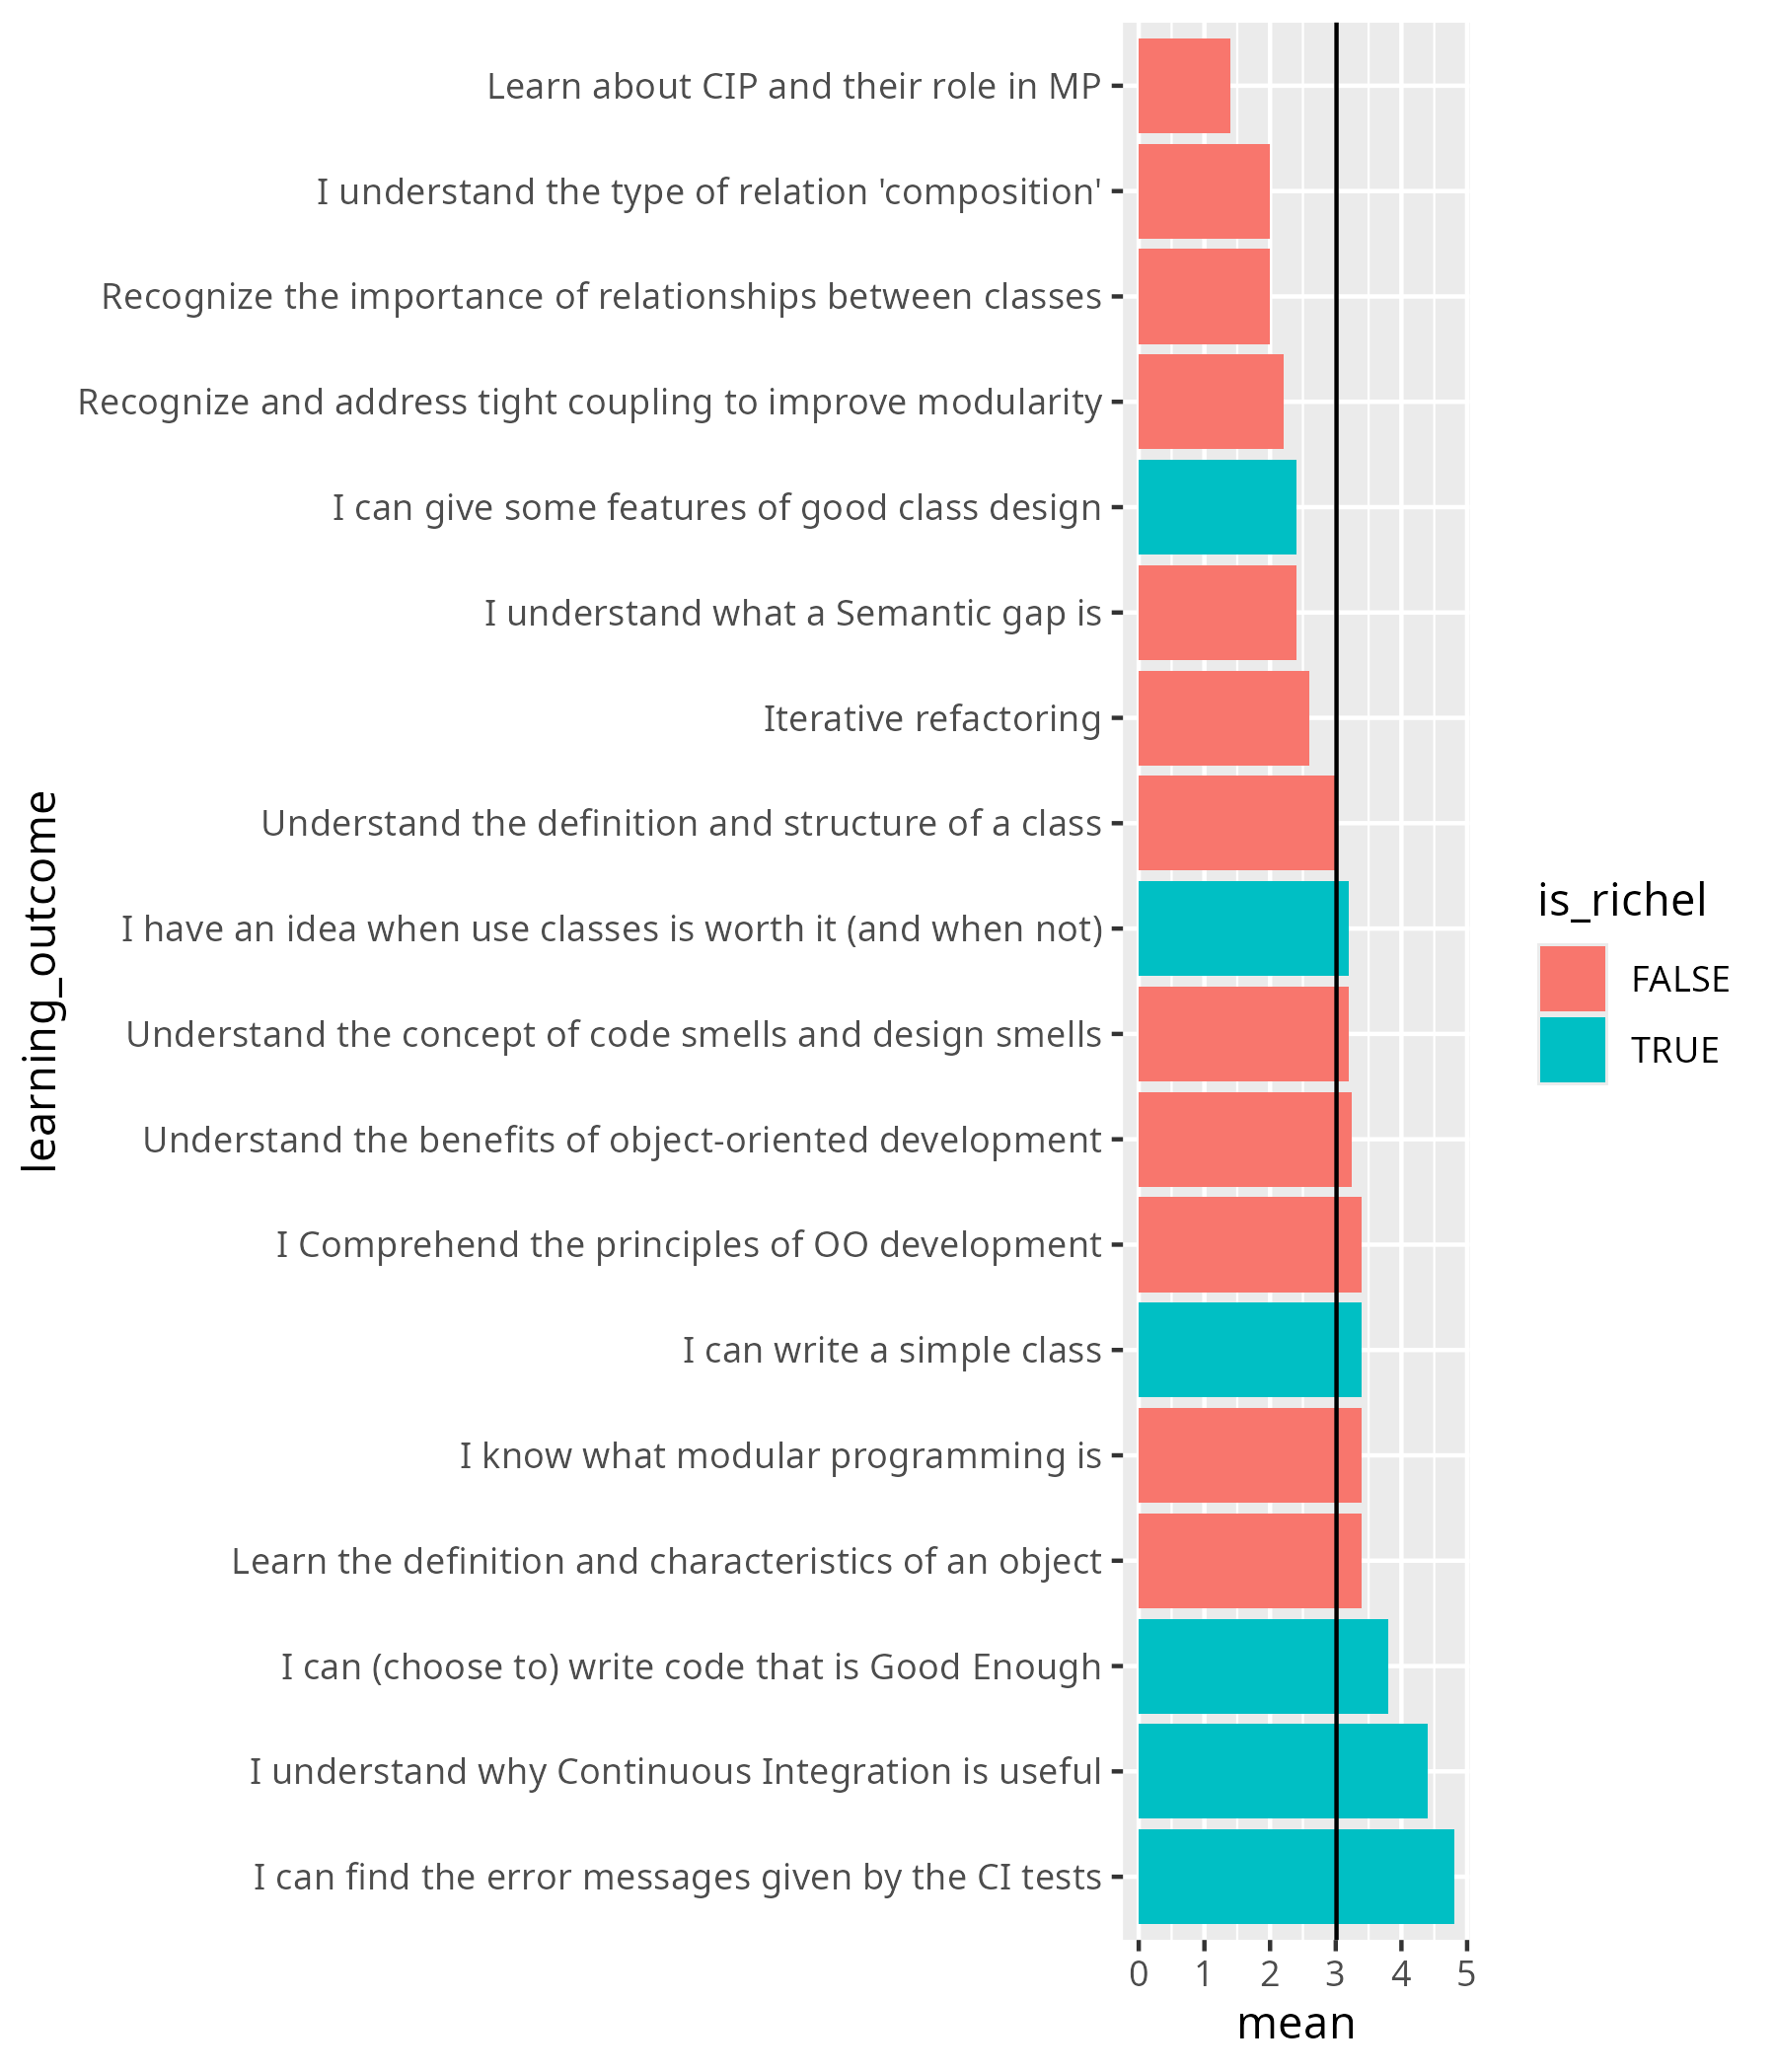 Learn about CIP and their role in MP
I understand the type of relation 'composition'
Recognize the importance of relationships between classes
Recognize and address tight coupling to improve modularity
I can give some features of good class design
I understand what a Semantic gap is
Iterative refactoring
Understand the definition and structure of a class
I have an idea when use classes is worth it (and when not)
Understand the concept of code smells and design smells
Understand the benefits of object-oriented development
I Comprehend the principles of OO development
I can write a simple class
I know what modular programming is
Learn the definition and characteristics of an object
I can (choose to) write code that is Good Enough
I understand why Continuous Integration is useful
I can find the error messages given by the CI tests
learning_outcome
0 1 2 3 4 5
mean
is_richel
FALSE
TRUE